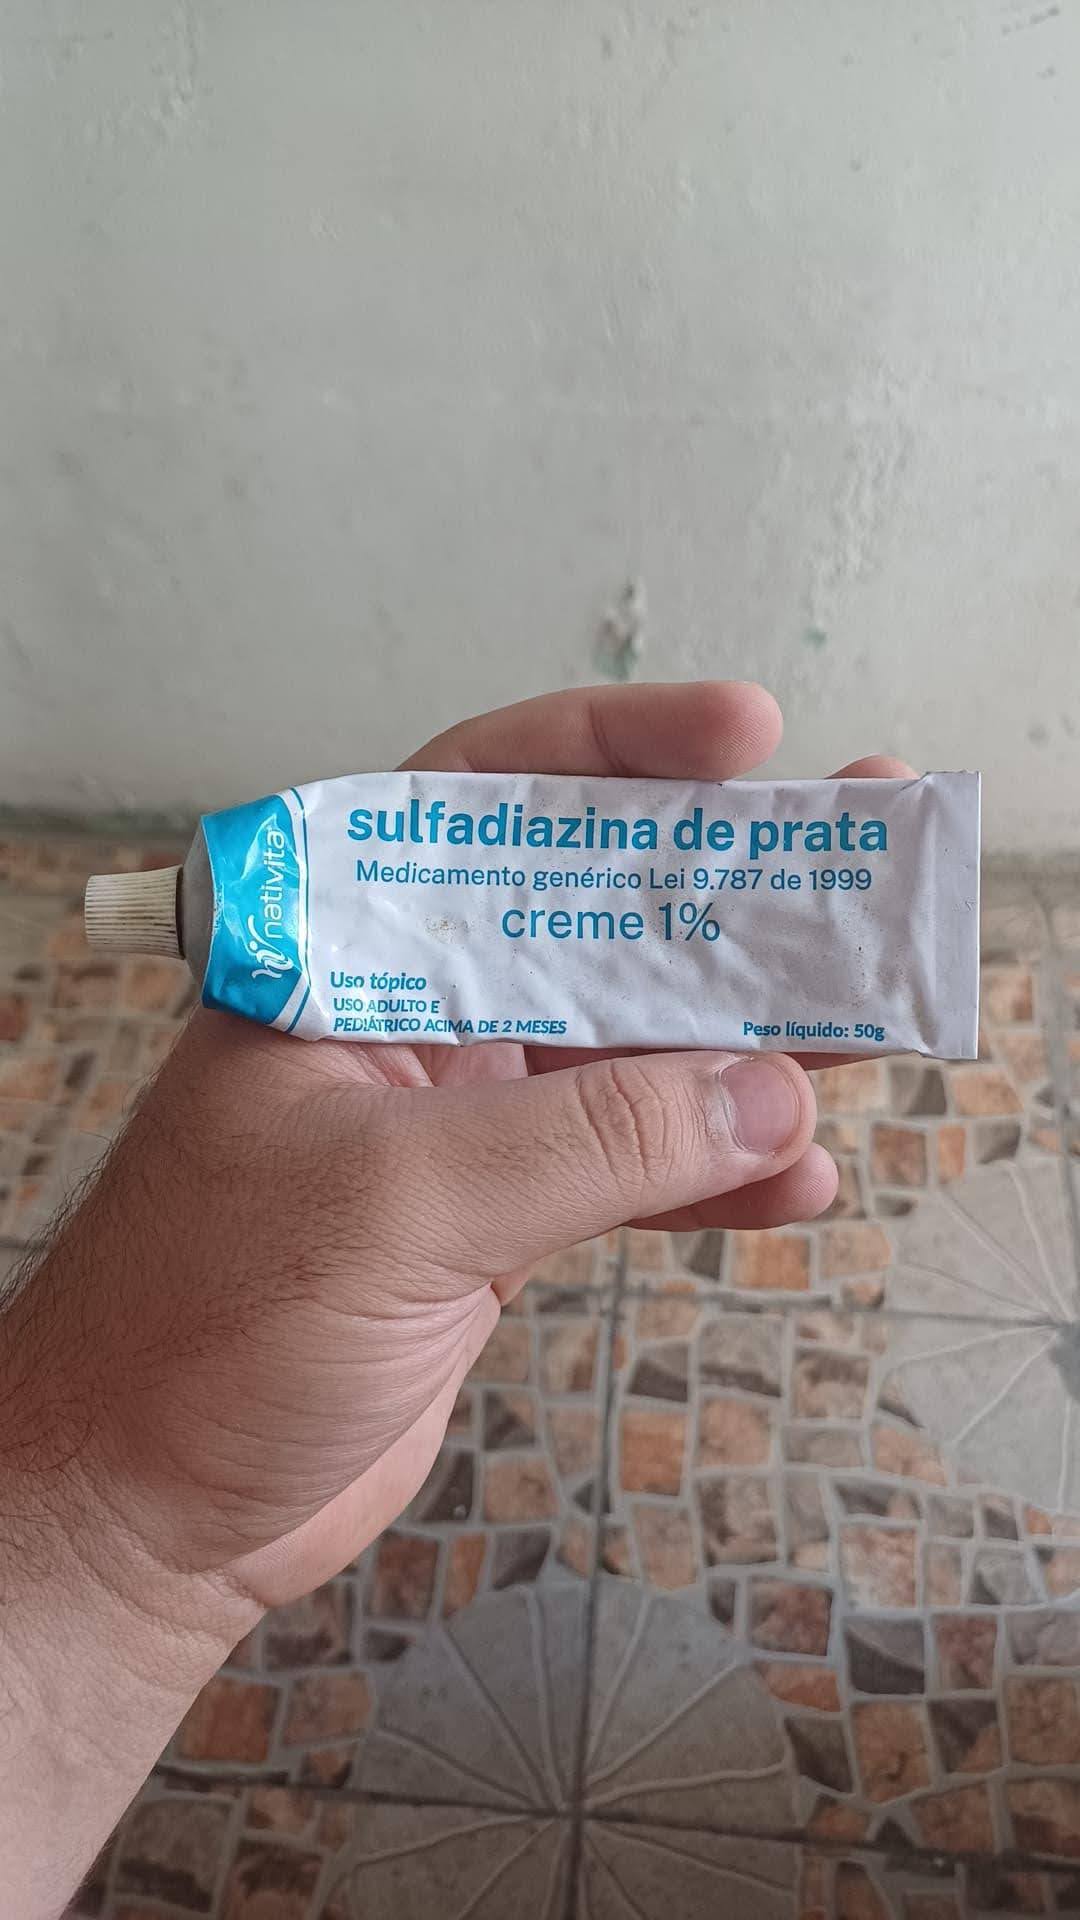 nativita
sulfadiazina de prata
Medicamento genérico Lei 9.787 de 1999
creme 1%
Uso tópico
USO ADULTO E
PEDIÁTRICO ACIMA DE 2 MESES
Peso líquido: 50g